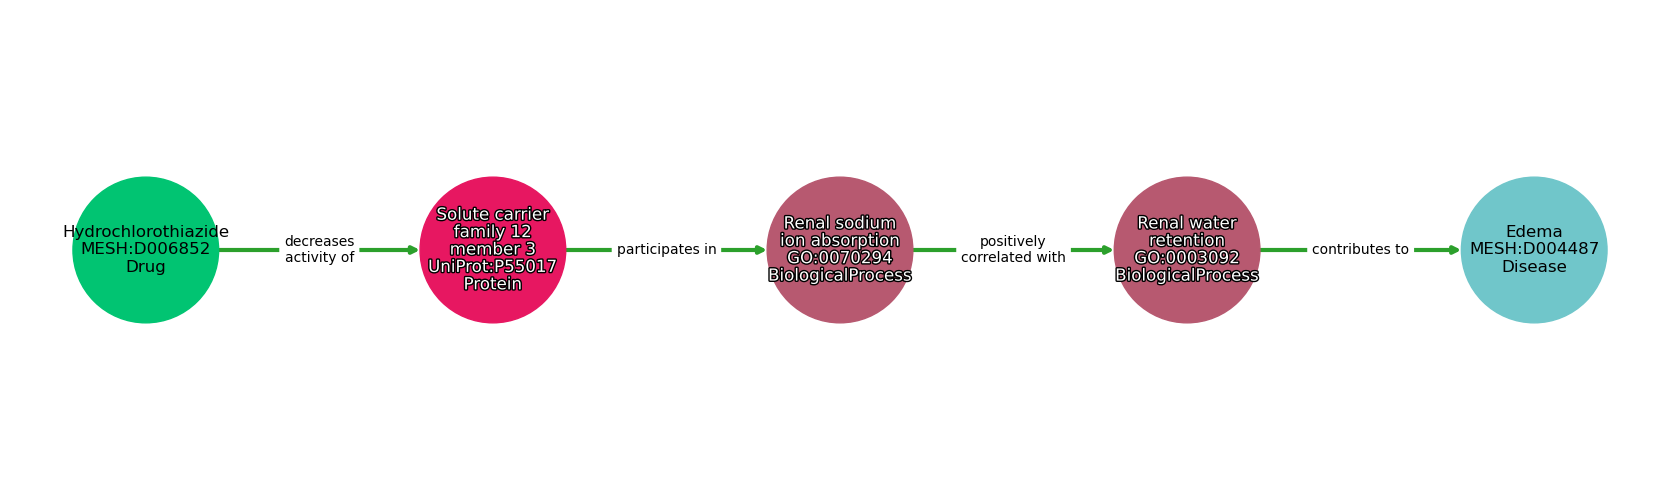 Hydrochlorothiazide
MESH:D006852
Drug
decreases
activity of
Solute carrier
family 12
member 3
UniProt:P55017
Protein
participates in
Renal sodium
ion absorption
GO:0070294
BiologicalProcess
positively
correlated with
Renal water
retention
GO:0003092
BiologicalProcess
contributes to
Edema
MESH:D004487
Disease